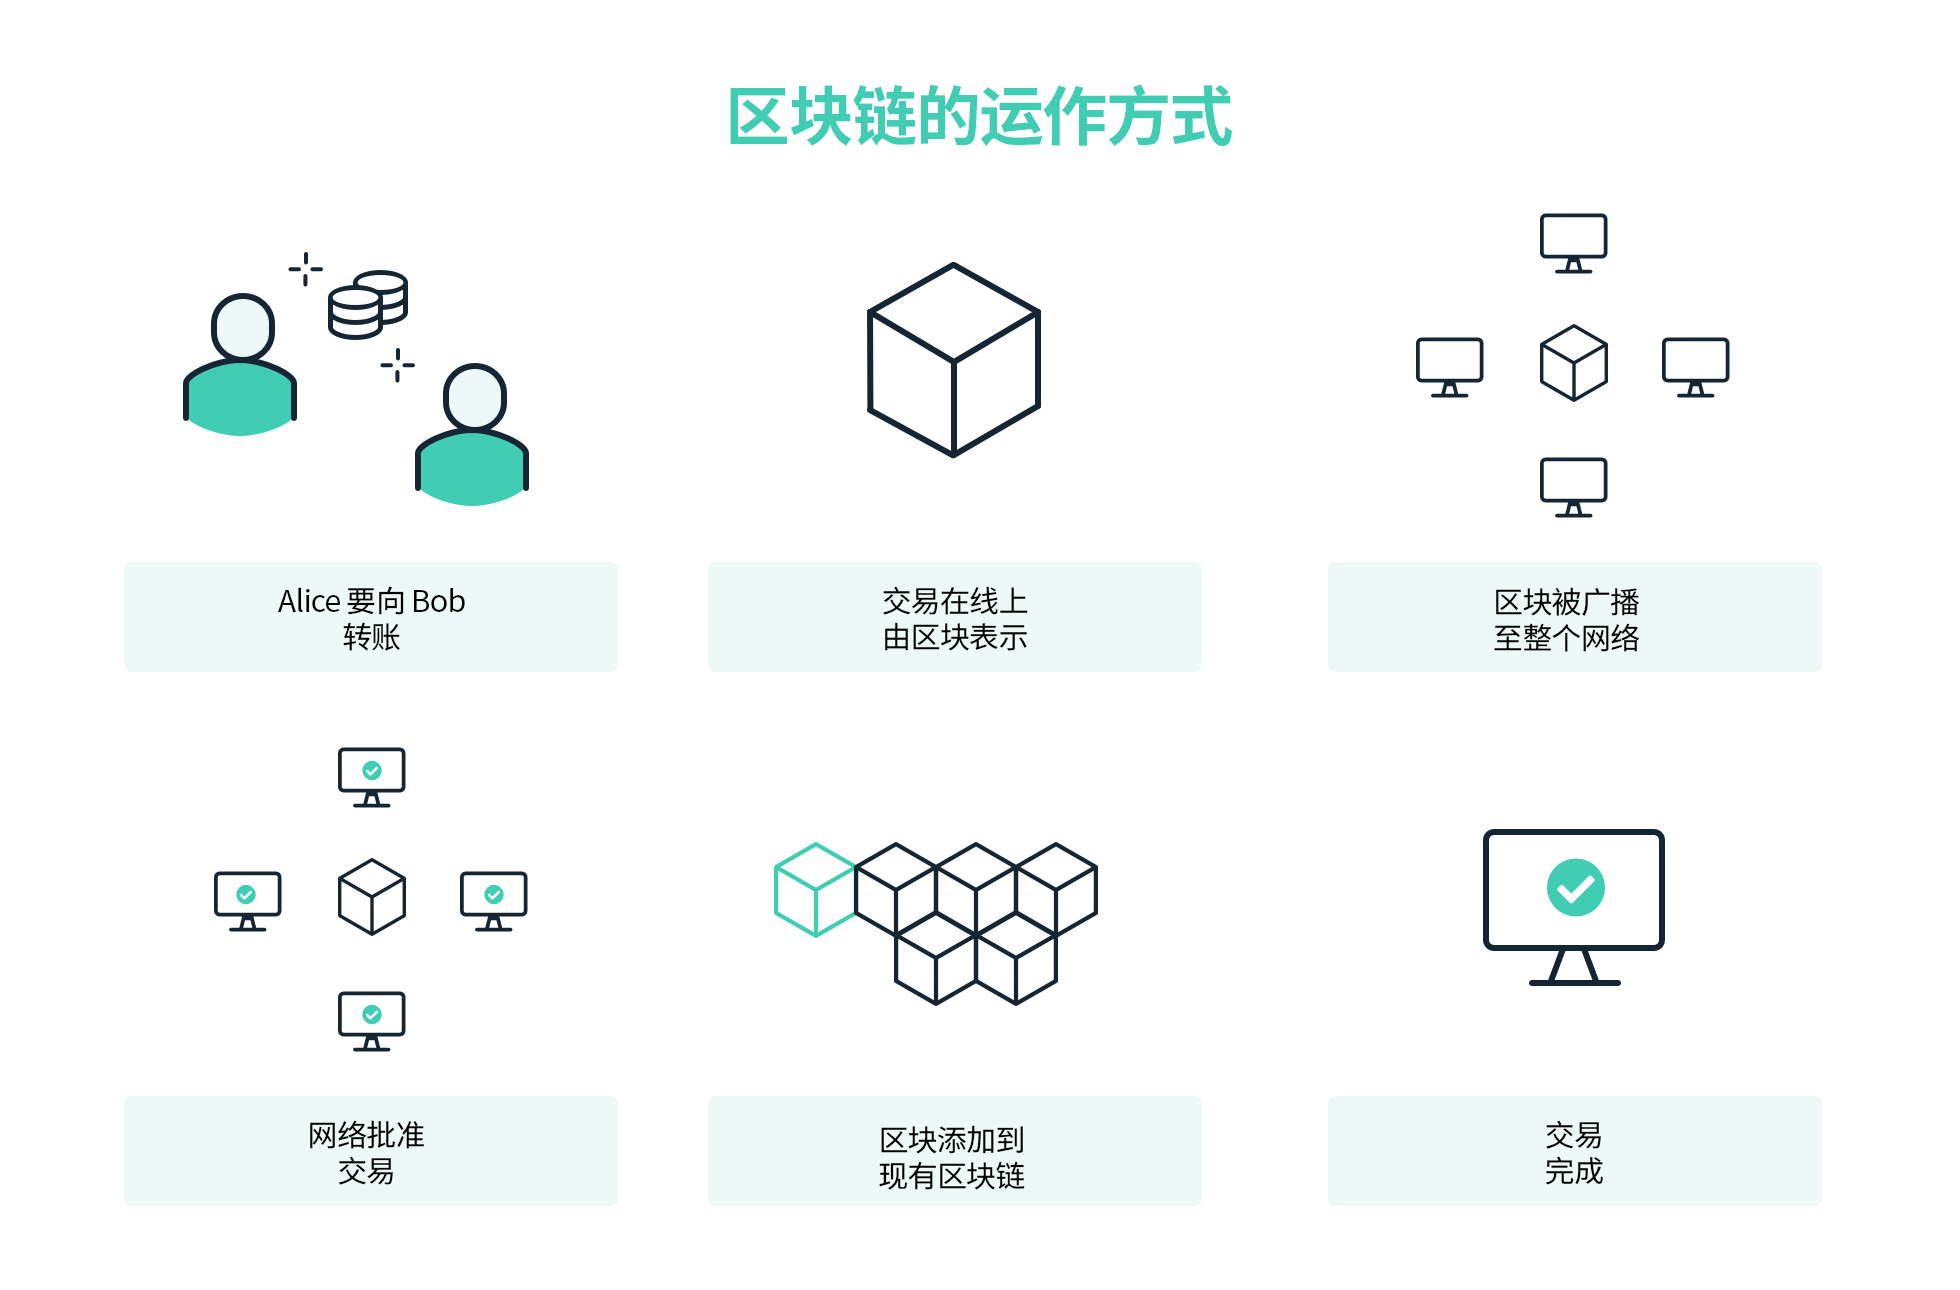 区块链的运作方式
Alice 要向 Bob
转账
交易在线上
由区块表示
区块被广播
至整个网络
网络批准
交易
区块添加到
现有区块链
交易
完成